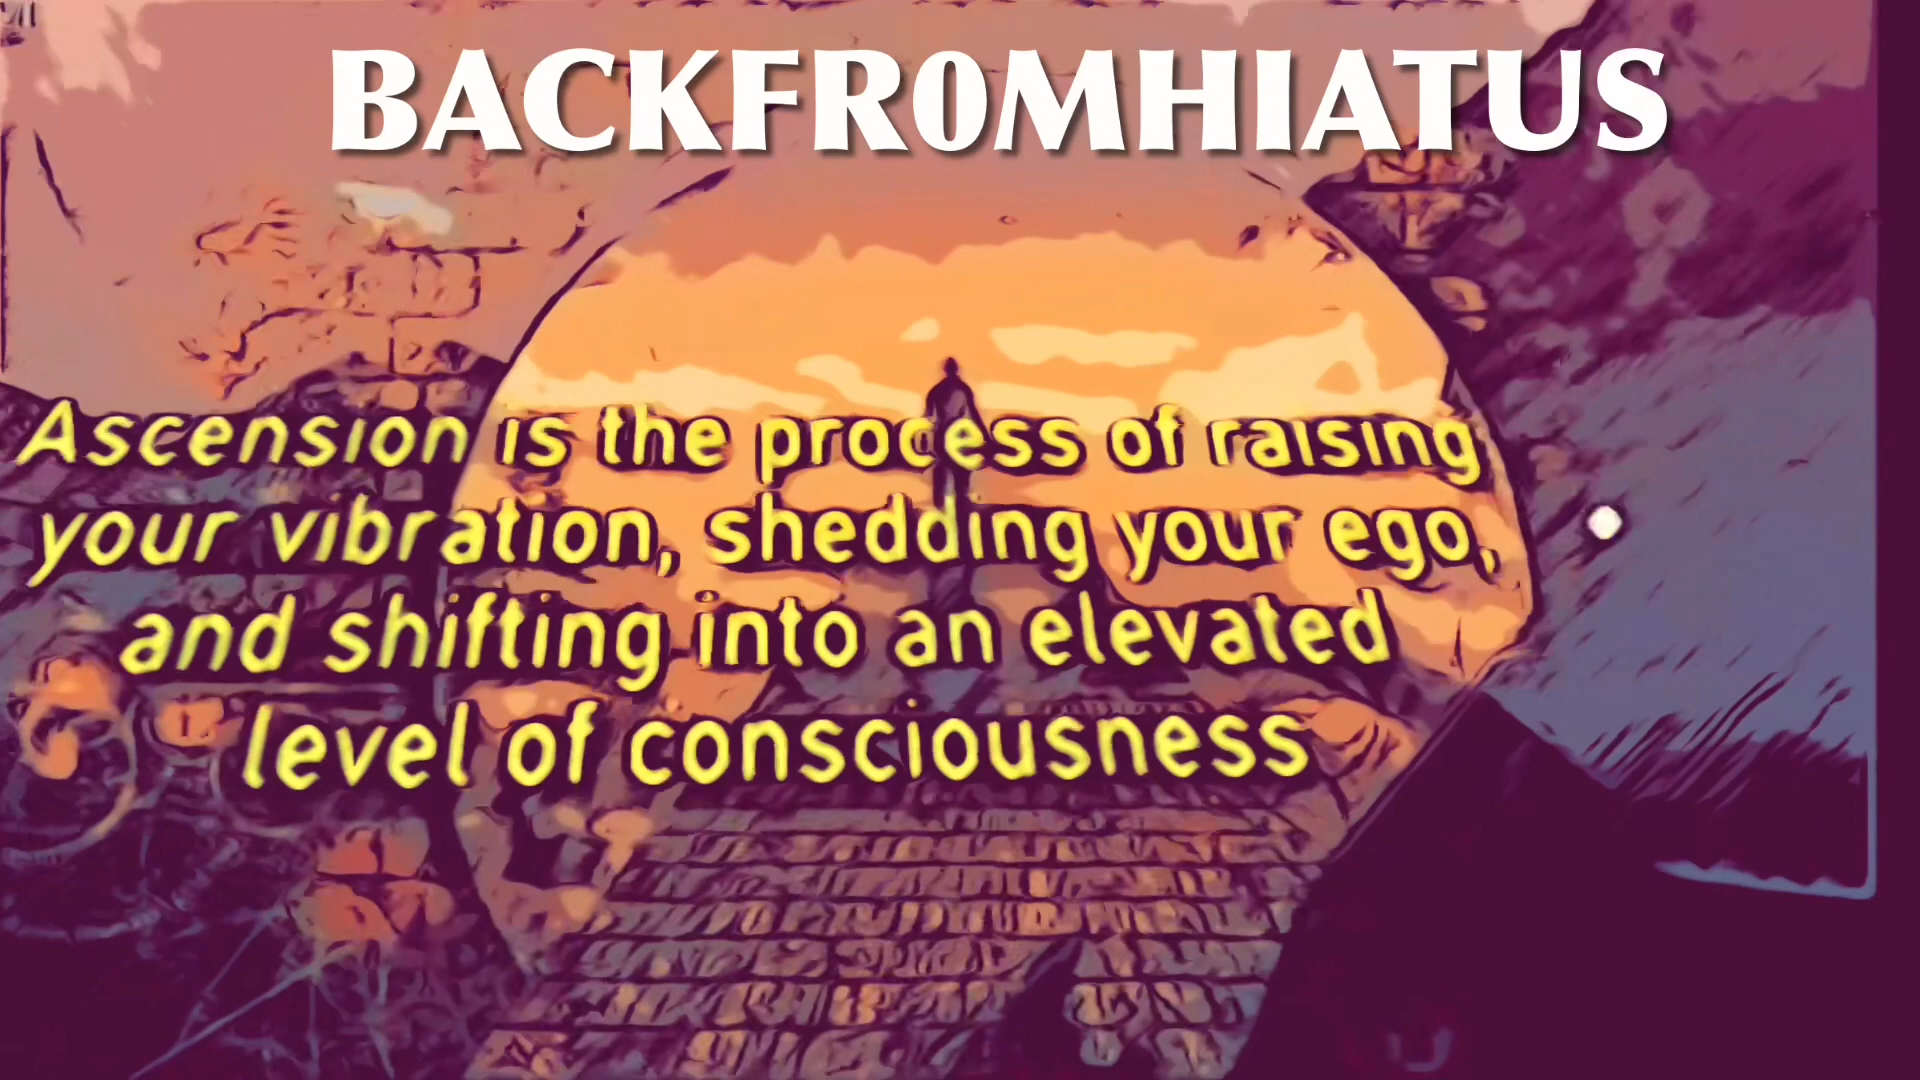 BACKFR0MHIATUS
Ascension is the process of raising
your vibration, shedding your ego,
and shifting into an elevated
level of consciousness